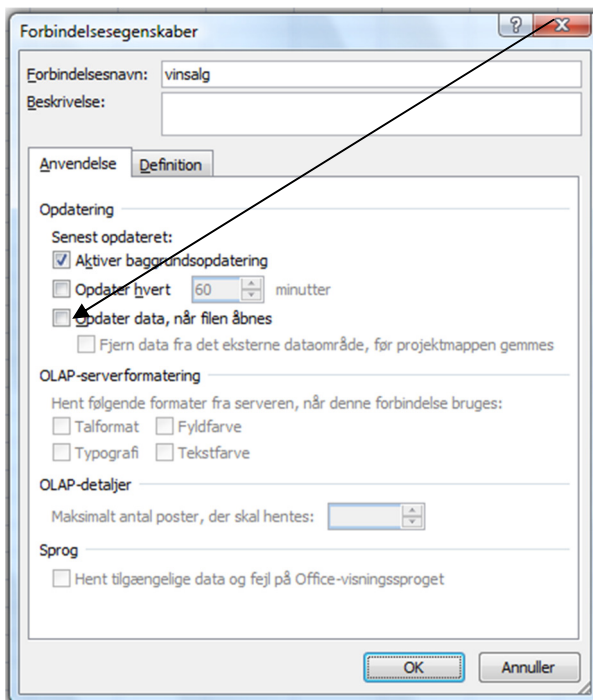 Forbindelsesegenskaber
Forbindelsesnavn: vinsalg
Beskrivelse:
Anvendelse Definition
Opdatering
Senest opdateret:
Aktiver baggrundsopdatering
Opdater hvert 60 minutter
Opdater data, når filen åbnes
Fjern data fra det eksterne dataområde, før projektmappen gemmes
OLAP-serverformatering
Hent følgende formater fra serveren, når denne forbindelse bruges:
Talformat Fyldfarve
Typografi Tekstfarve
OLAP-detaljer
Maksimalt antal poster, der skal hentes:
Sprog
Hent tilgængelige data og fejl på Office-visningssproget
OK Annuller